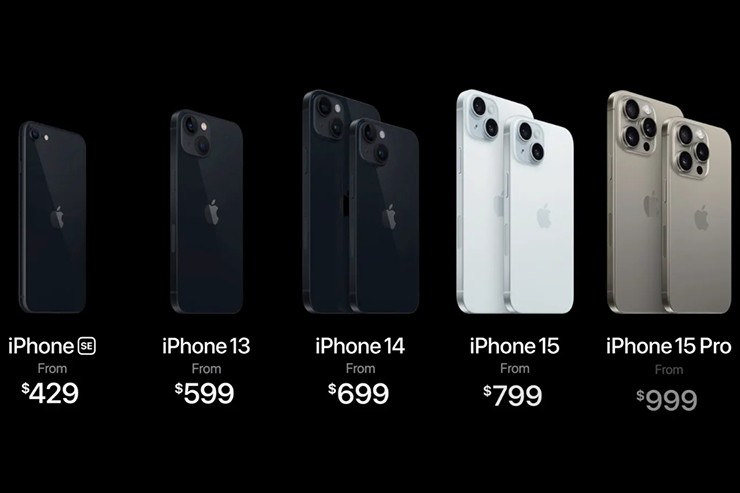 iPhone SE
From
$429
iPhone 13
From
$599
iPhone 14
From
$699
iPhone 15
From
$799
iPhone 15 Pro
From
$999